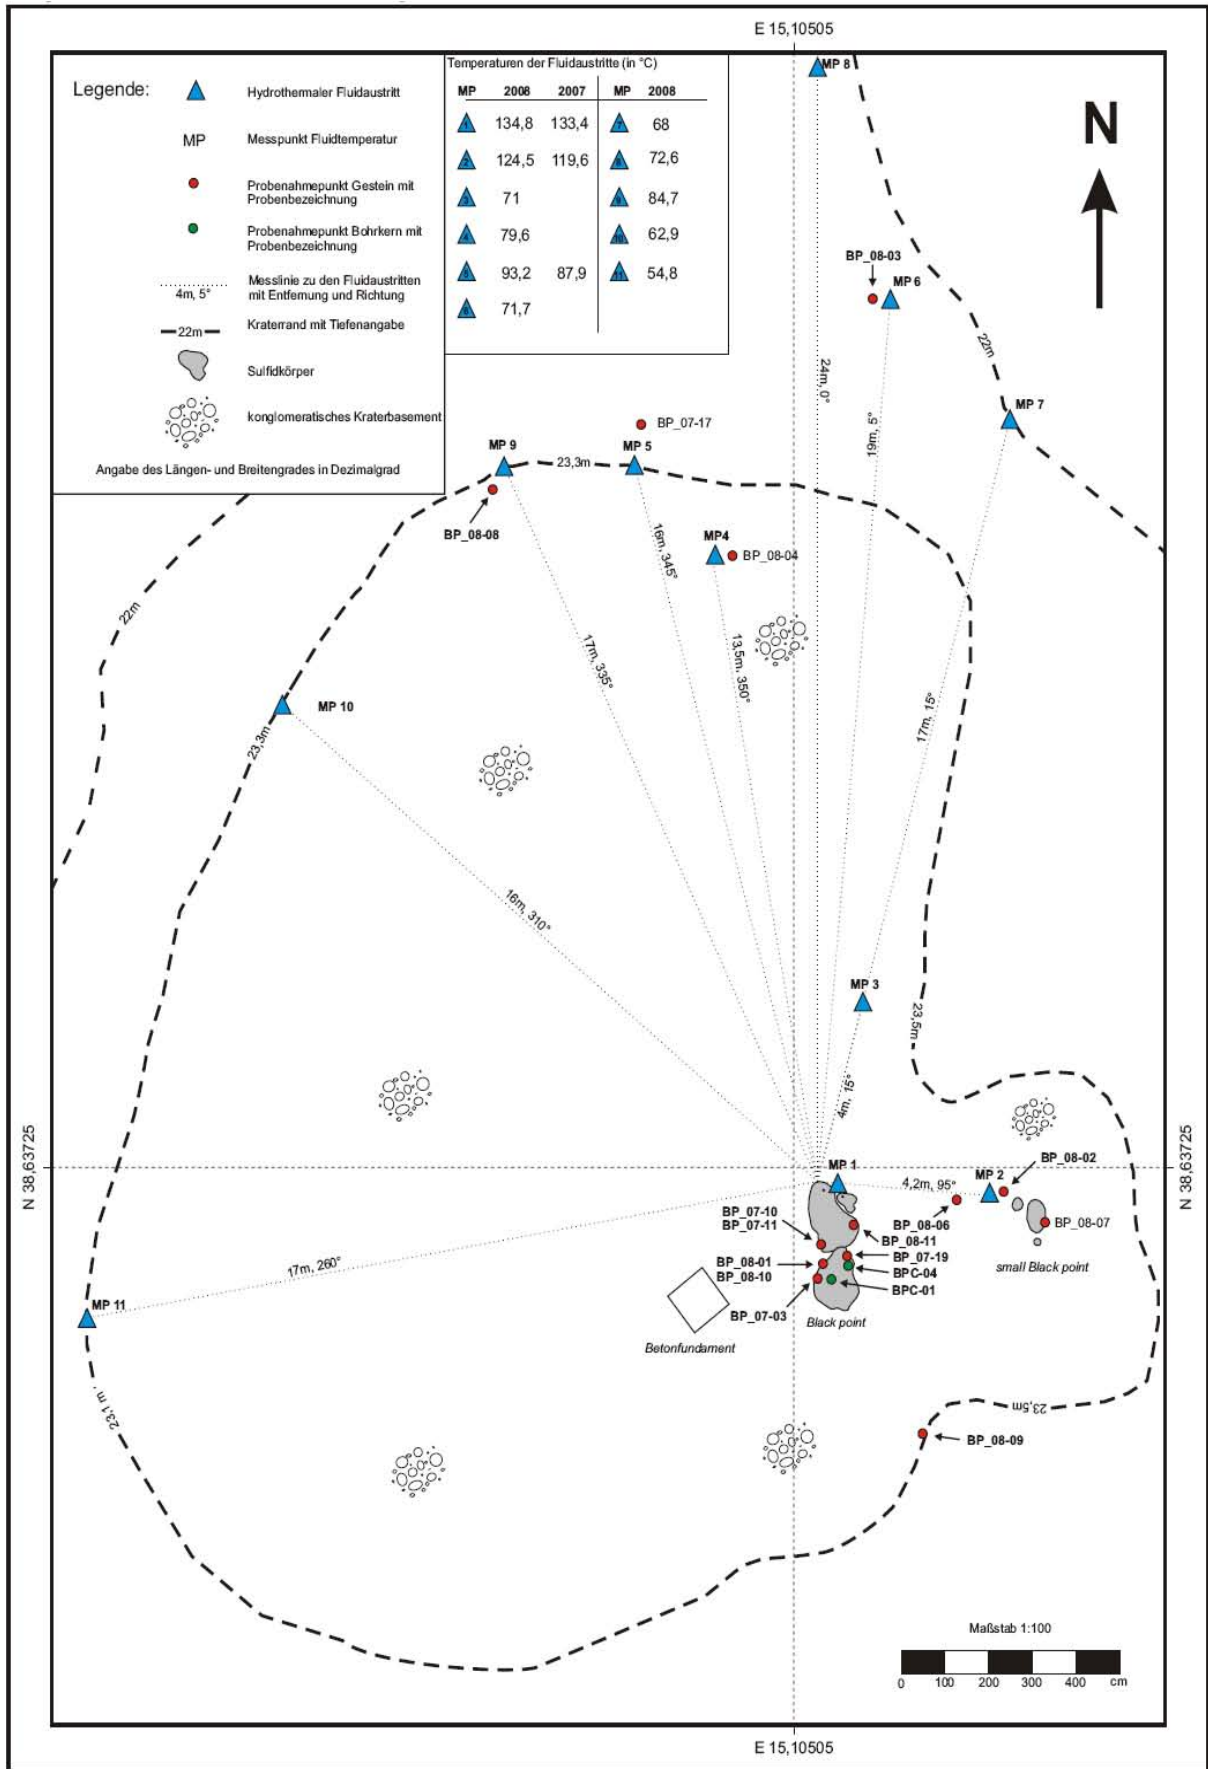 E 15,10505
Legende:
Hydrothermaler Fluidaustritt
MP
Messpunkt Fluidtemperatur
Probenahmepunkt Gestein mit
Probenbezeichnung
Probenahmepunkt Bohrkern mit
Probenbezeichnung
4m, 5°
Messlinie zu den Fluidaustritten
mit Entfernung und Richtung
22m
Kraterrand mit Tiefenangabe
Sulfidkörper
konglomeratisches Kraterbasement
Angabe des Längen- und Breitengrades in Dezimalgrad
Temperaturen der Fluidaustritte (in °C)
MP 2008 2007 MP 2008
1 134,8 133,4 7 68
2 124,5 119,6 8 72,6
3 71 9 84,7
4 79,6 10 62,9
5 93,2 87,9 11 54,8
6 71,7
MP 8
N
BP_08-03
MP 6
22m
24m, 0°
19m, 5°
MP 7
BP_07-17
MP 9
23,3m
MP 5
BP_08-08
16m, 345°
MP4
BP_08-04
22m
17m, 335°
13,5m, 350°
MP 10
23,3m
17m, 15°
16m, 310°
MP 3
23,5m
4m, 15°
N 38,63725
N 38,63725
MP 1
4,2m, 95°
MP 2
BP_08-02
BP_07-10
BP_07-11
BP_08-06
BP_08-07
BP_08-11
BP_07-19
BP_08-01
BP_08-10
BPC-04
BPC-01
small Black point
BP_07-03
Black point
Betonfundament
17m, 260°
MP 11
23,1 m
23,5m
BP_08-09
Maßstab 1:100
0 100 200 300 400 cm
E 15,10505